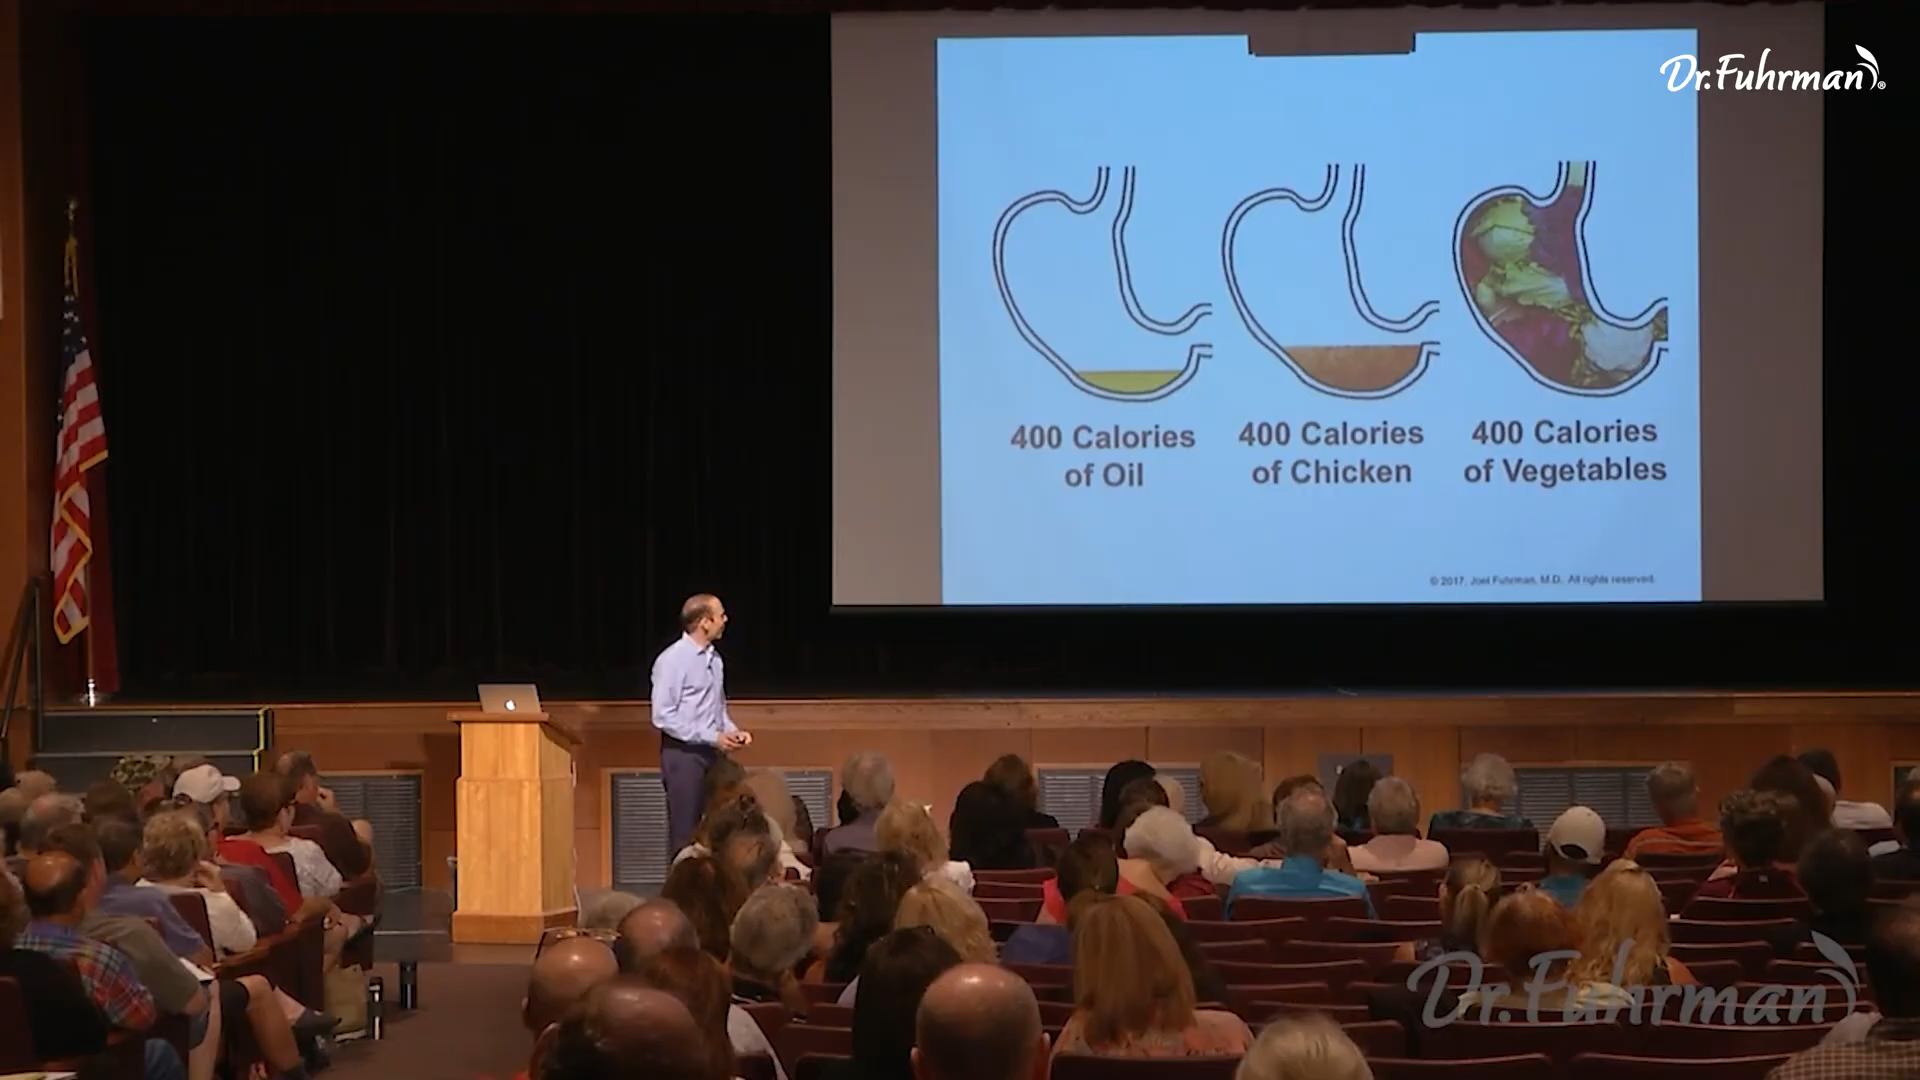 Dr.Fuhrman®
400 Calories
of Oil
400 Calories
of Chicken
400 Calories
of Vegetables
© 2017, Joel Fuhrman, M.D. All rights reserved.
Dr.Fuhrman